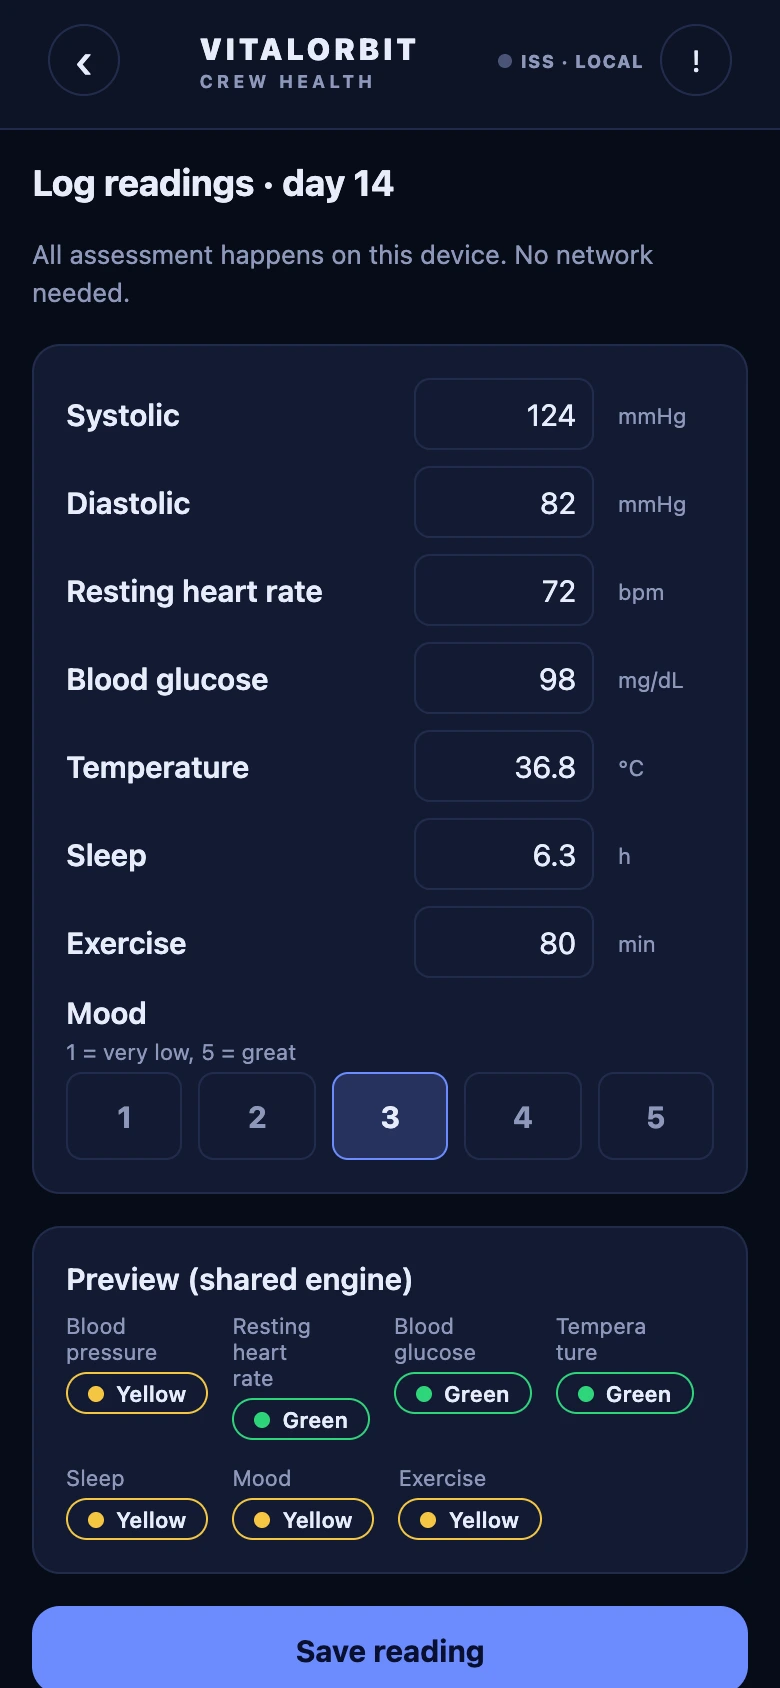 ‹
VITALORBIT
CREW HEALTH
ISS · LOCAL
!
Log readings · day 14
All assessment happens on this device. No network
needed.
Systolic 124 mmHg
Diastolic 82 mmHg
Resting heart rate 72 bpm
Blood glucose 98 mg/dL
Temperature 36.8 °C
Sleep 6.3 h
Exercise 80 min
Mood
1 = very low, 5 = great
1 2 3 4 5
Preview (shared engine)
Blood
pressure
Yellow
Resting
heart
rate
Green
Blood
glucose
Green
Tempera
ture
Green
Sleep
Yellow
Mood
Yellow
Exercise
Yellow
Save reading